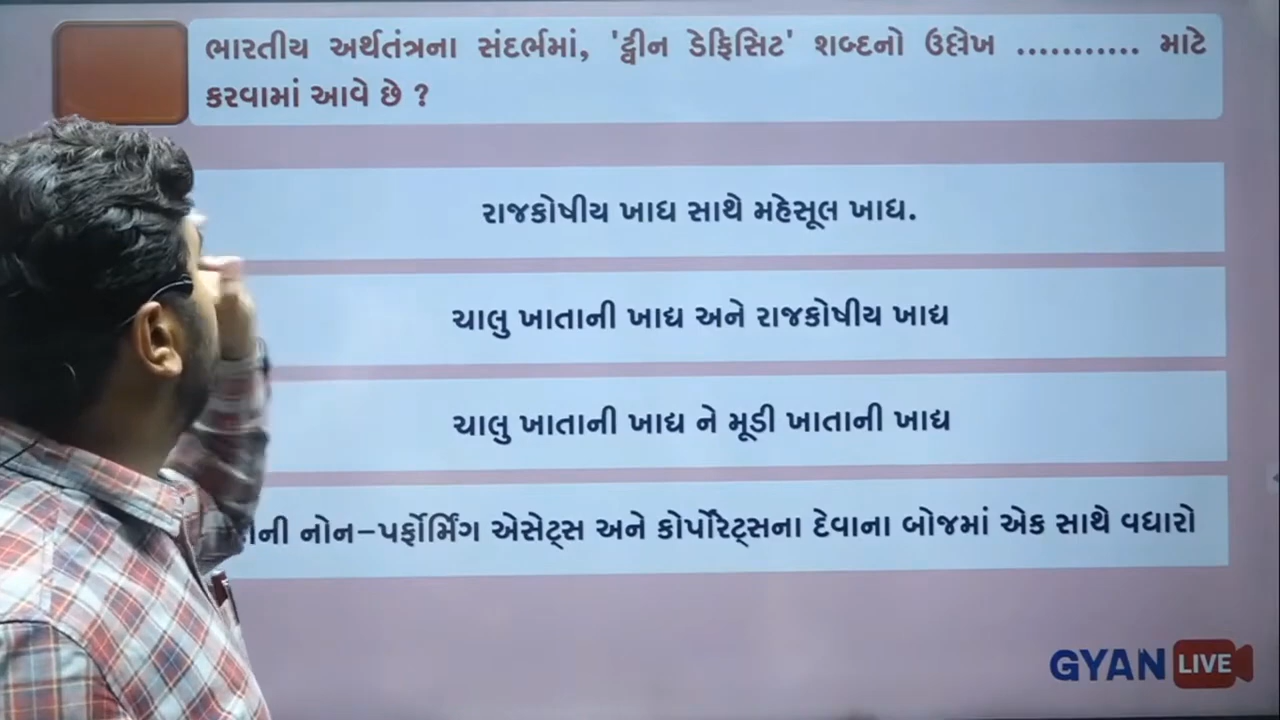 ભારતીય અર્થતંત્રના સંદર્ભમાં, 'ટ્વીન ડેફિસિટ' શબ્દનો ઉલ્લેખ ........... માટે
કરવામાં આવે છે ?
રાજકોષીય ખાધ સાથે મહેસૂલ ખાધ.
ચાલુ ખાતાની ખાદ્ય અને રાજકોષીય ખાદ્ય
ચાલુ ખાતાની ખાદ્ય ને મૂડી ખાતાની ખાદ્ય
નોન-પર્ફોર્મિંગ એસેટ્સ અને કોર્પોરેટ્સના દેવાના બોજમાં એક સાથે વધારો
GYAN LIVE